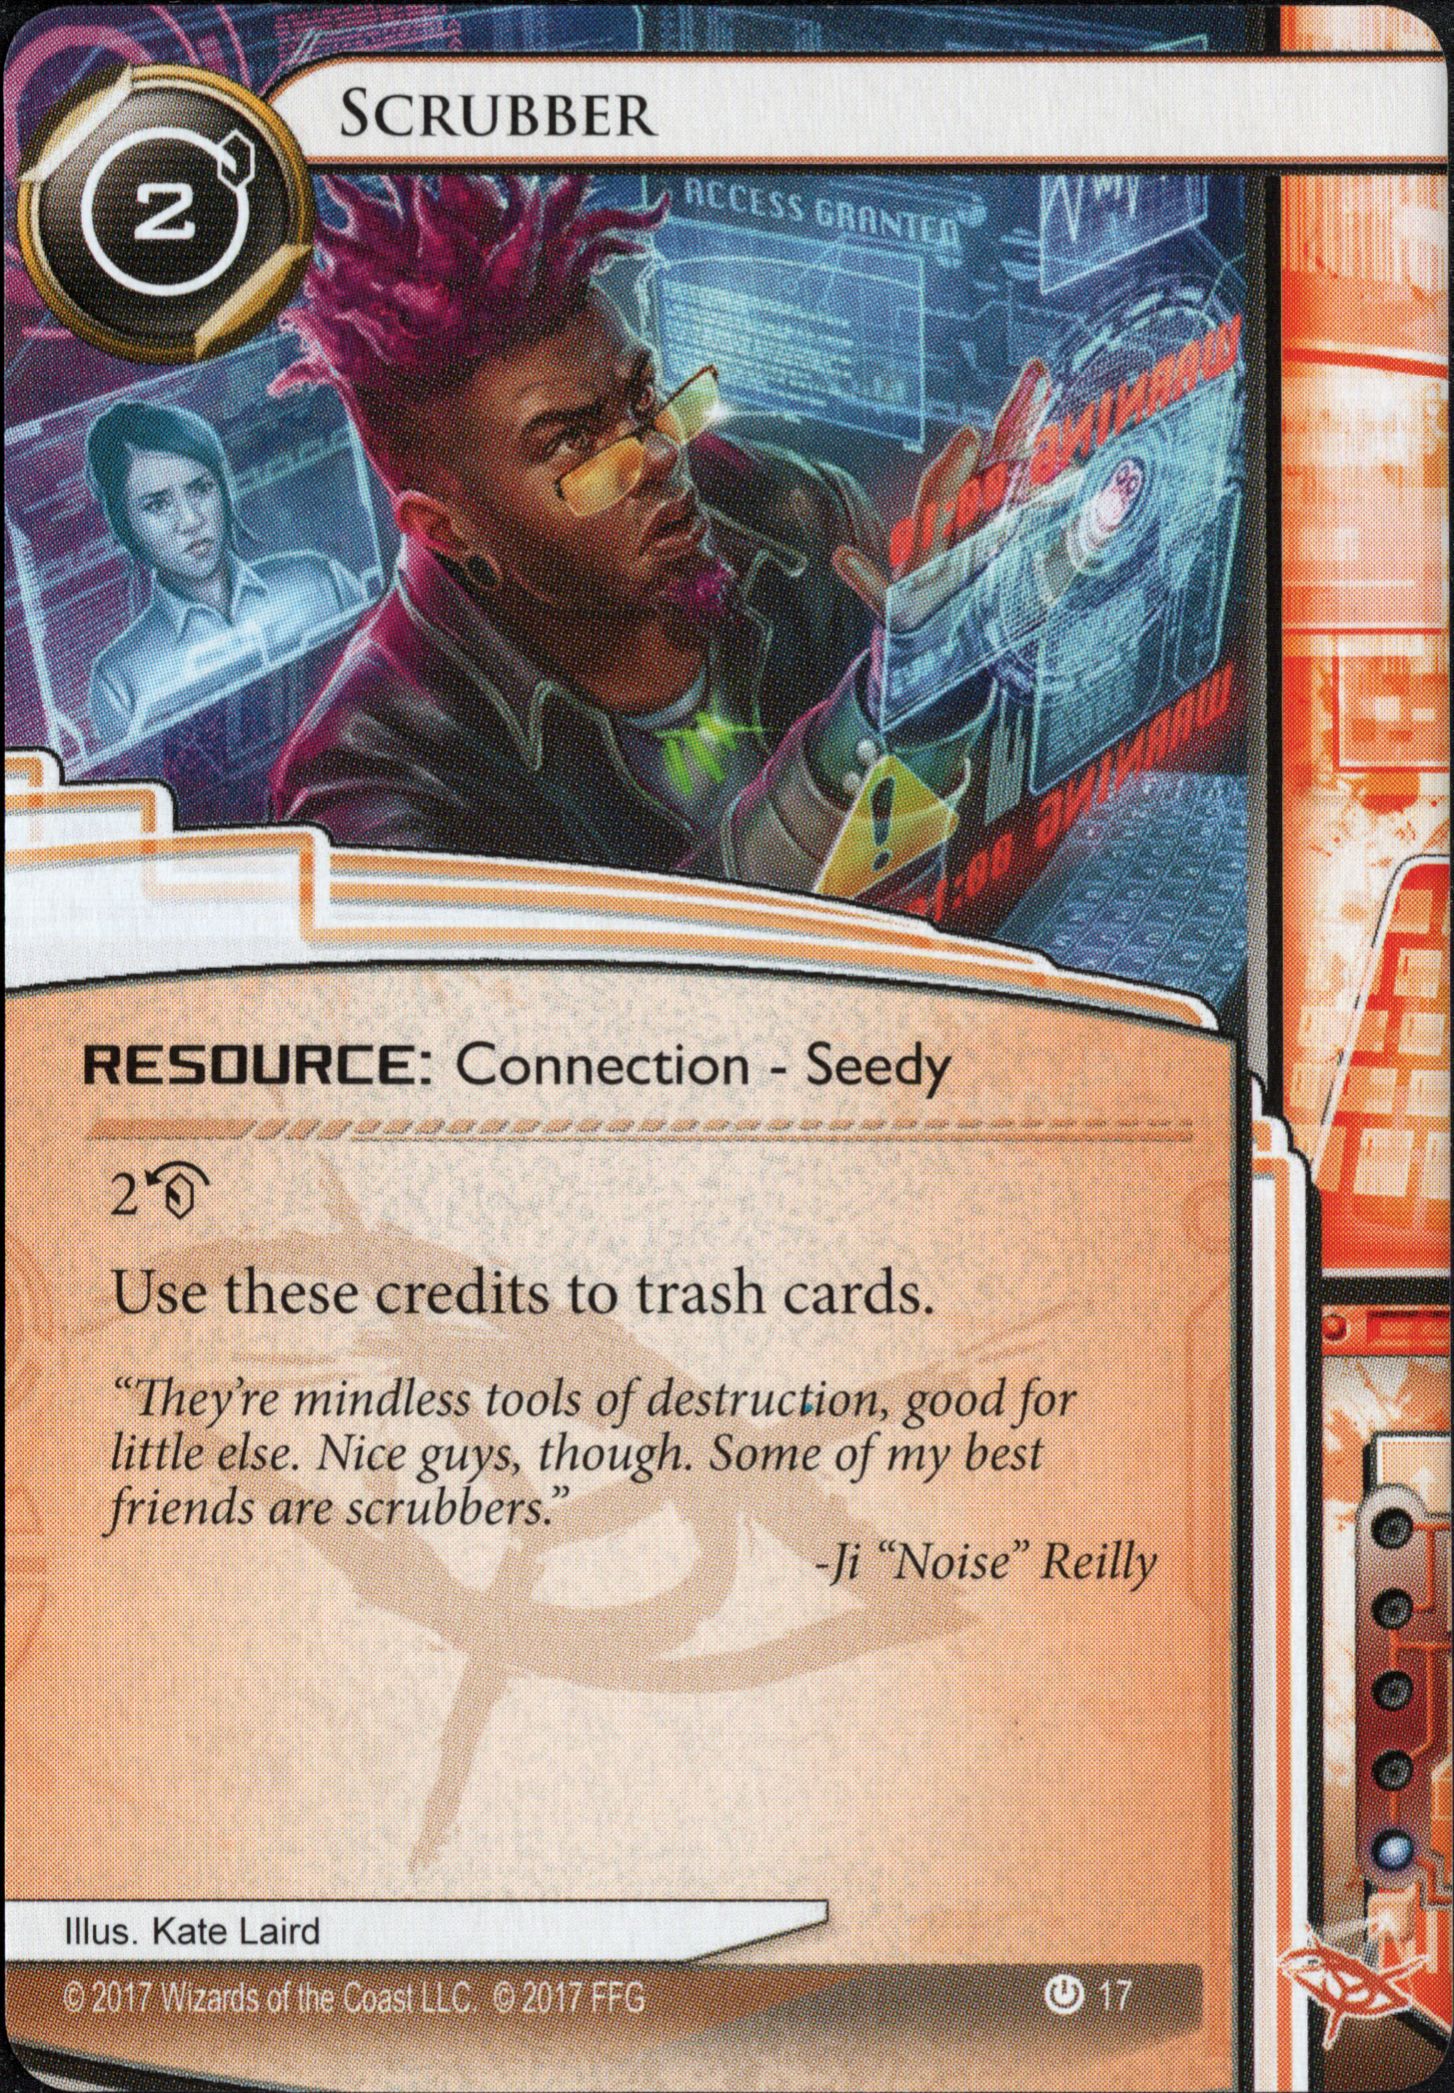 SCRUBBER
2
ACCESS GRANTED
WARNING
WARNING
RESOURCE: Connection - Seedy
2
Use these credits to trash cards.
“They’re mindless tools of destruction, good for
little else. Nice guys, though. Some of my best
friends are scrubbers.”
-Ji “Noise” Reilly
Illus. Kate Laird
© 2017 Wizards of the Coast LLC. © 2017 FFG
17